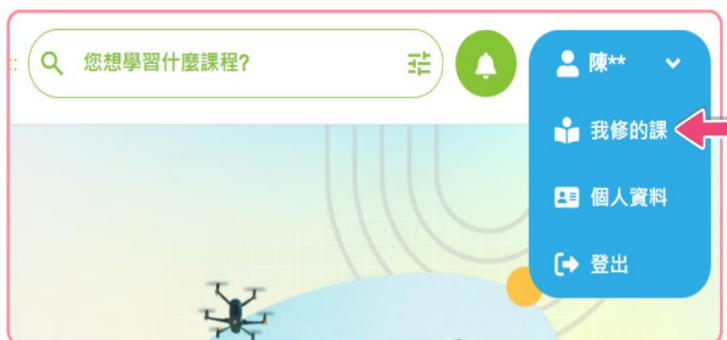 您想學習什麼課程?
陳**
我修的課
個人資料
登出